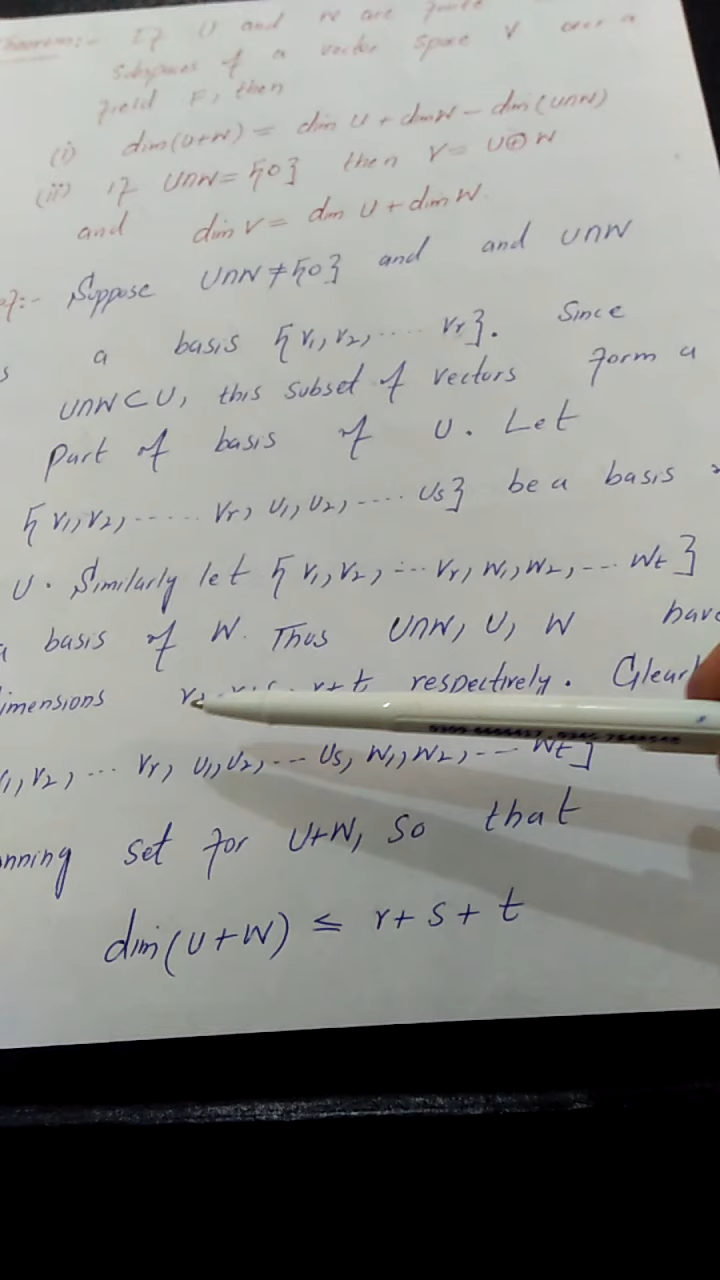 Theorem:- If U and W are finite
subspaces of a vector space V over a
field F, then
(i) dim(U+W) = dim U + dim W - dim(U∩W)
(ii) If U∩W = {0} then V = U⊕W
and dim V = dim U + dim W
Suppose U∩W ≠ {0} and and U∩W
a basis {v1, v2, .... vr}. Since
U∩W⊂U, this subset of vectors form a
part of basis of U. Let
{v1, v2, ...... vr, u1, u2, .... us} be a basis
U. Similarly let {v1, v2, ... vr, w1, w2, ... wt}
a basis of W. Thus U∩W, U, W have
imensions respectively. Clearl
v2, ... vr, u1, u2, ... us, w1, w2, ... wt}
nning set for U+W, so that
dim(U+W) ≤ r+s+t